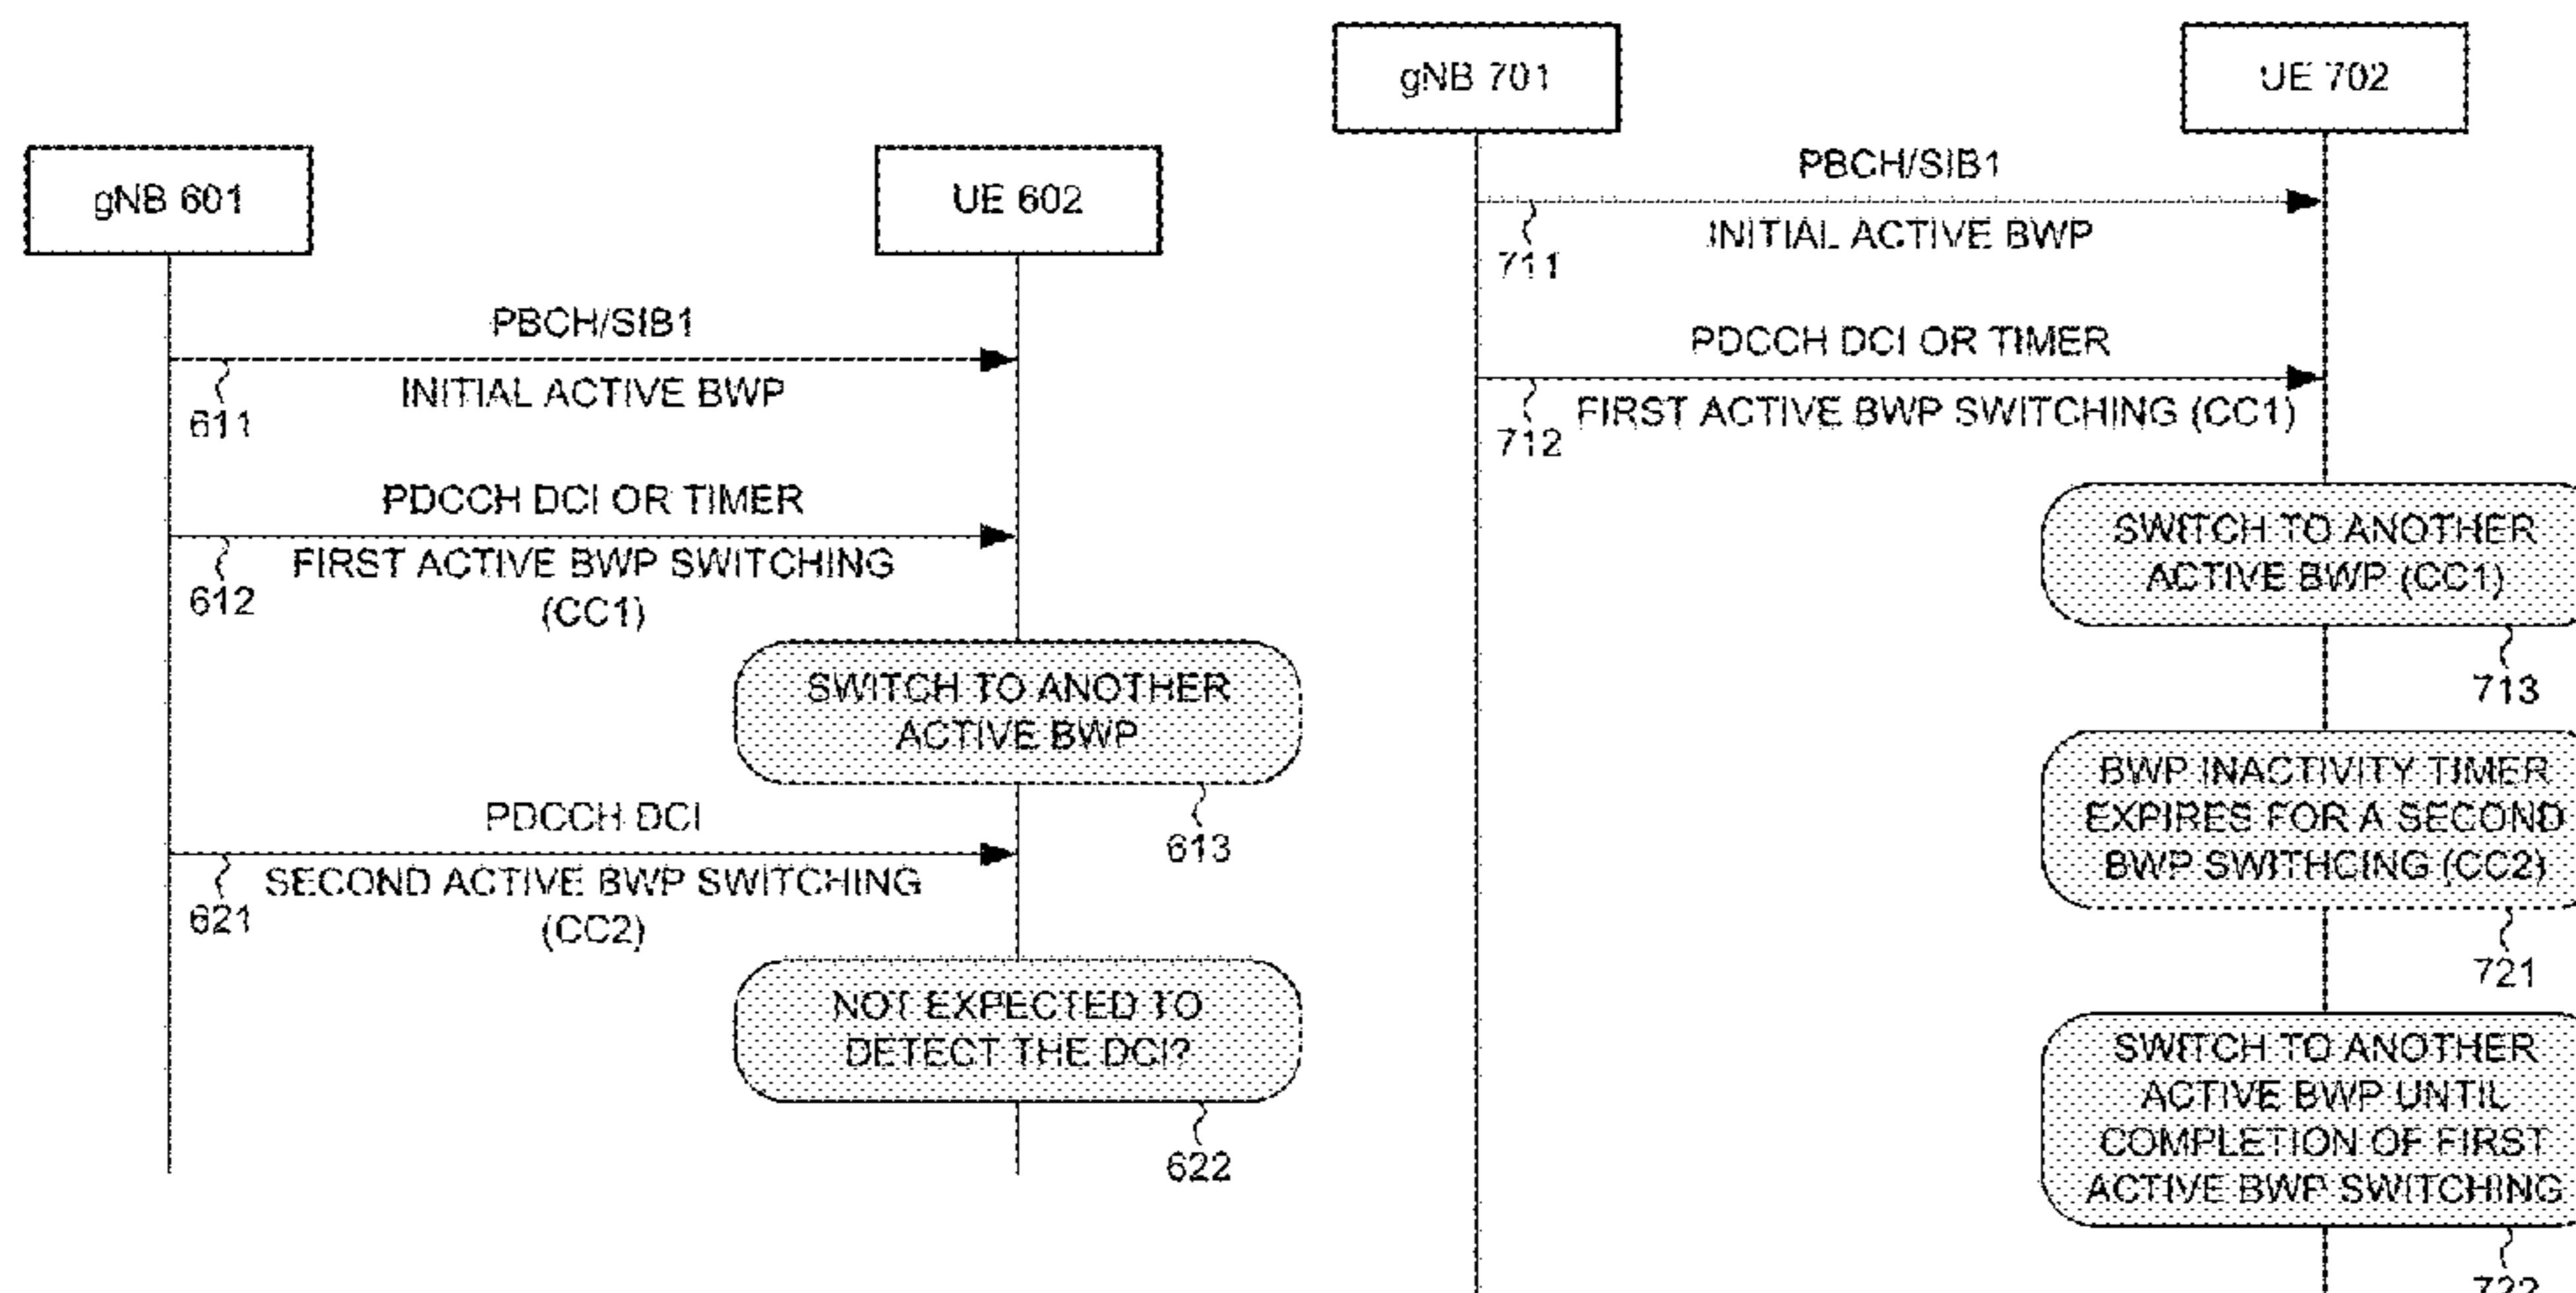 gNB 601
UE 602
PBCH/SIB1
INITIAL ACTIVE BWP
611
PDCCH DCI OR TIMER
FIRST ACTIVE BWP SWITCHING
(CC1)
612
SWITCH TO ANOTHER
ACTIVE BWP
613
PDCCH DCI
SECOND ACTIVE BWP SWITCHING
(CC2)
621
NOT EXPECTED TO
DETECT THE DCI?
622
gNB 701
UE 702
PBCH/SIB1
INITIAL ACTIVE BWP
711
PDCCH DCI OR TIMER
FIRST ACTIVE BWP SWITCHING (CC1)
712
SWITCH TO ANOTHER
ACTIVE BWP (CC1)
713
BWP INACTIVITY TIMER
EXPIRES FOR A SECOND
BWP SWITHCING (CC2)
721
SWITCH TO ANOTHER
ACTIVE BWP UNTIL
COMPLETION OF FIRST
ACTIVE BWP SWITCHING
722